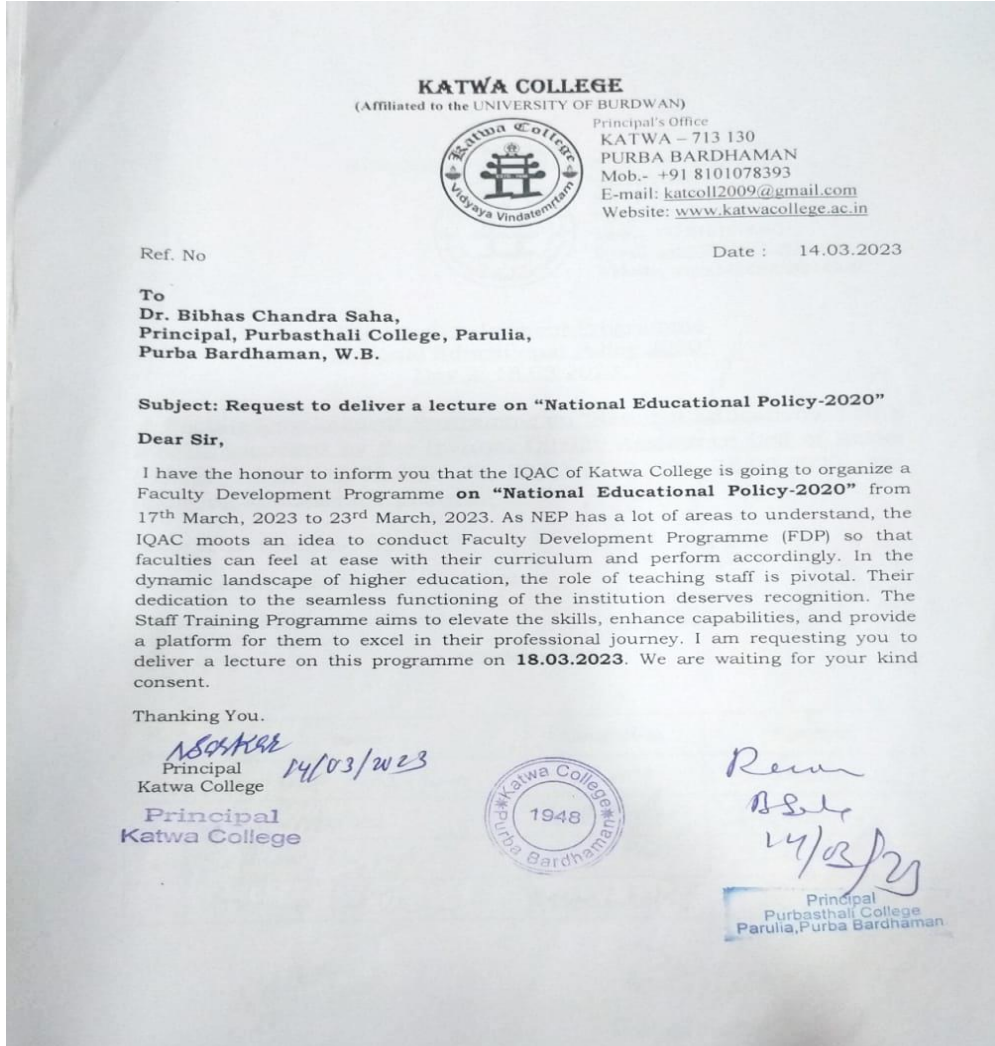 KATWA COLLEGE
(Affiliated to the UNIVERSITY OF BURDWAN)
Katwa College
Vidyaya Vindatemrtam
Principal's Office
KATWA – 713 130
PURBA BARDHAMAN
Mob.- +91 8101078393
E-mail: katcoll2009@gmail.com
Website: www.katwacollege.ac.in
Ref. No
Date : 14.03.2023
To
Dr. Bibhas Chandra Saha,
Principal, Purbasthali College, Parulia,
Purba Bardhaman, W.B.
Subject: Request to deliver a lecture on “National Educational Policy-2020”
Dear Sir,
I have the honour to inform you that the IQAC of Katwa College is going to organize a
Faculty Development Programme on “National Educational Policy-2020” from
17th March, 2023 to 23rd March, 2023. As NEP has a lot of areas to understand, the
IQAC moots an idea to conduct Faculty Development Programme (FDP) so that
faculties can feel at ease with their curriculum and perform accordingly. In the
dynamic landscape of higher education, the role of teaching staff is pivotal. Their
dedication to the seamless functioning of the institution deserves recognition. The
Staff Training Programme aims to elevate the skills, enhance capabilities, and provide
a platform for them to excel in their professional journey. I am requesting you to
deliver a lecture on this programme on 18.03.2023. We are waiting for your kind
consent.
Thanking You.
14/03/2023
Principal
Katwa College
Principal
Katwa College
Katwa College
1948
Purba Bardhaman
14/03/23
Principal
Purbasthali College
Parulia,Purba Bardhaman